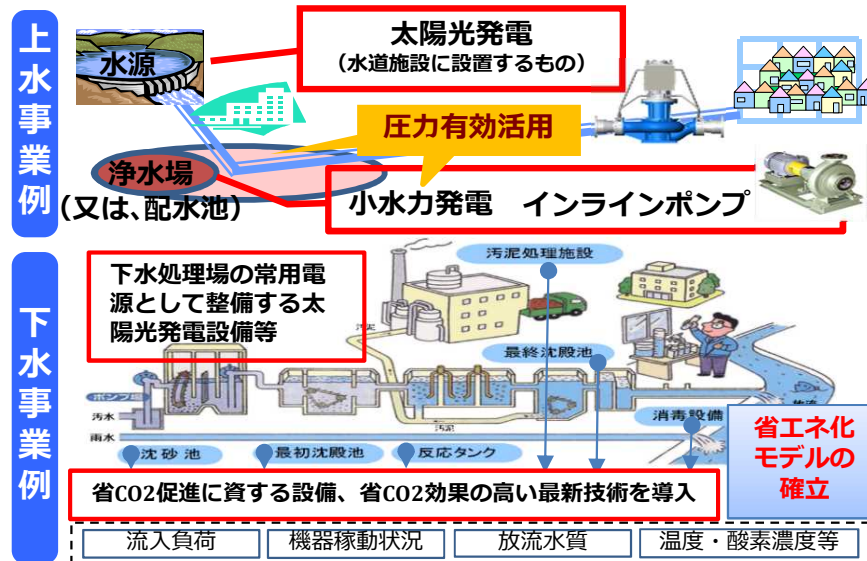 上水事業例
水源
太陽光発電
（水道施設に設置するもの）
圧力有効活用
浄水場
（又は、配水池）
小水力発電　インラインポンプ
下水事業例
下水処理場の常用電
源として整備する太
陽光発電設備等
汚泥処理施設
汚泥
最終沈殿池
ポンプ場
汚水
雨水
汚泥
放流
消毒設備
沈砂池
最初沈殿池
反応タンク
省エネ化
モデルの
確立
省CO2促進に資する設備、省CO2効果の高い最新技術を導入
流入負荷
機器稼動状況
放流水質
温度・酸素濃度等